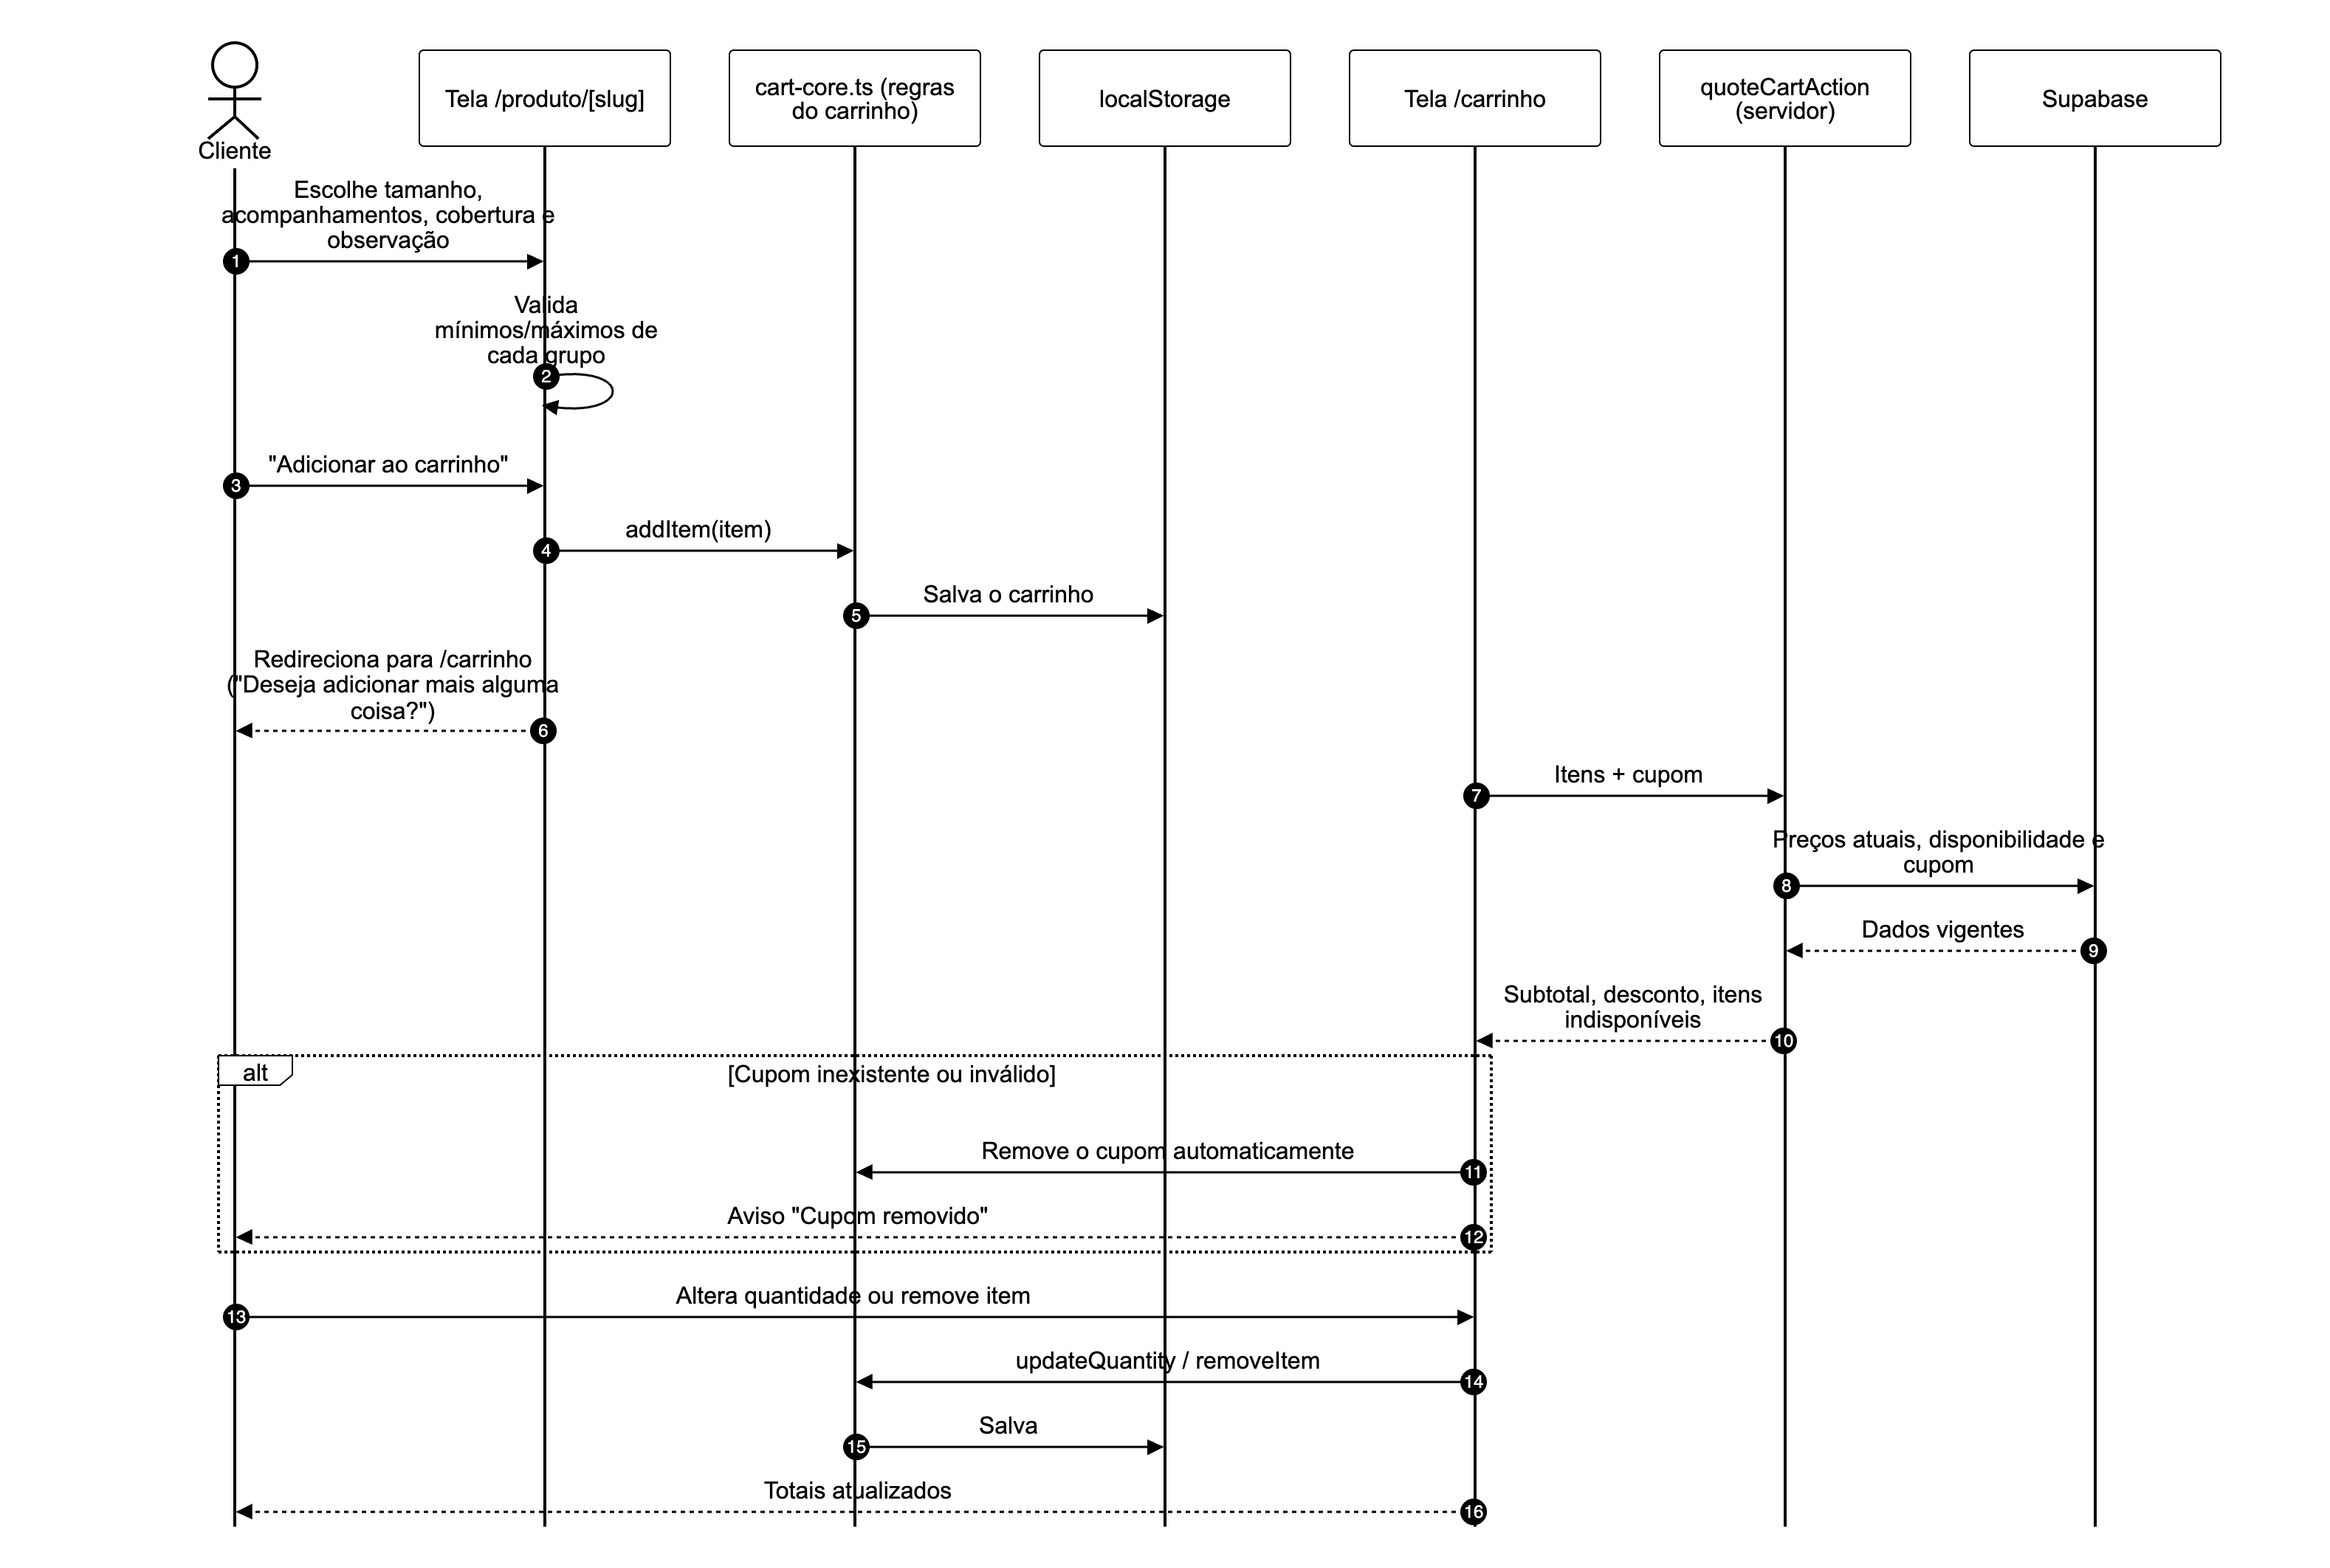 Cliente
Tela /produto/[slug]
cart-core.ts (regras
do carrinho)
localStorage
Tela /carrinho
quoteCartAction
(servidor)
Supabase
Escolhe tamanho,
acompanhamentos, cobertura e
observação
1
Valida
mínimos/máximos de
cada grupo
2
"Adicionar ao carrinho"
3
addItem(item)
4
Salva o carrinho
5
Redireciona para /carrinho
("Deseja adicionar mais alguma
coisa?")
6
Itens + cupom
7
Preços atuais, disponibilidade e
cupom
8
Dados vigentes
9
Subtotal, desconto, itens
indisponíveis
10
alt
[Cupom inexistente ou inválido]
Remove o cupom automaticamente
11
Aviso "Cupom removido"
12
Altera quantidade ou remove item
13
updateQuantity / removeItem
14
Salva
15
Totais atualizados
16